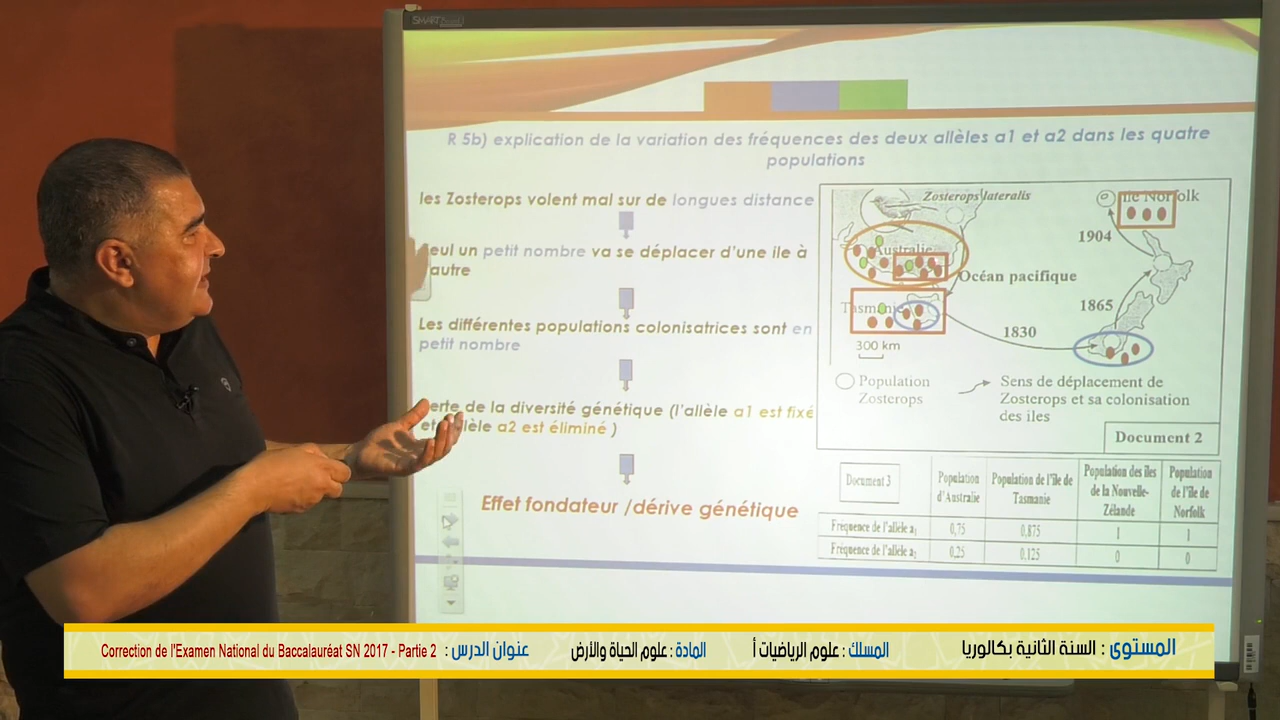 SMART Board
R 5b) explication de la variation des fréquences des deux allèles a1 et a2 dans les quatre
populations
les Zosterops volent mal sur de longues distance
eul un petit nombre va se déplacer d'une ile à
autre
Les différentes populations colonisatrices sont en
petit nombre
erte de la diversité génétique (l'allèle a1 est fixé
et lèle a2 est éliminé )
Effet fondateur /dérive génétique
Zosterops lateralis
île Norfolk
1904
Australie
Océan pacifique
Tasmanie
1865
1830
300 km
Population
Zosterops
Sens de déplacement de
Zosterops et sa colonisation
des iles
Document 2
Document 3
Population
d'Australie
Population de l'île de
Tasmanie
Population des îles
de la Nouvelle-
Zélande
Population
de l'île de
Norfolk
Fréquence de l'allèle a1
0,75
0,875
1
1
Fréquence de l'allèle a2
0,25
0,125
0
0
المستوى : السنة الثانية بكالوريا
المسلك : علوم الرياضيات أ
المادة : علوم الحياة والأرض
عنوان الدرس : Correction de l'Examen National du Baccalauréat SN 2017 - Partie 2